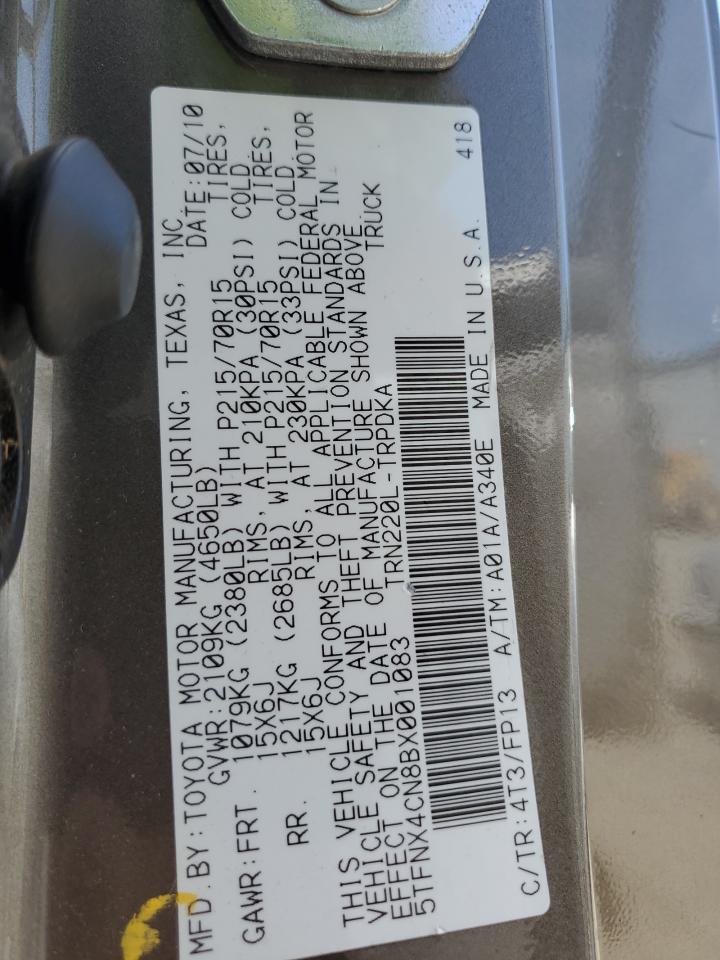 MFD.BY:TOYOTA MOTOR MANUFACTURING, TEXAS, INC.
GVWR:2109KG (4650LB) DATE:07/10
GAWR:FRT. 1079KG (2380LB) WITH P215/70R15 TIRES,
15X6J RIMS, AT 210KPA (30PSI) COLD
RR. 1217KG (2685LB) WITH P215/70R15 TIRES,
15X6J RIMS, AT 230KPA (33PSI) COLD.
THIS VEHICLE CONFORMS TO ALL APPLICABLE FEDERAL MOTOR
VEHICLE SAFETY AND THEFT PREVENTION STANDARDS IN
EFFECT ON THE DATE OF MANUFACTURE SHOWN ABOVE.
5TFNX4CN8BX001083 TRN220L-TRPDKA TRUCK
C/TR:4T3/FP13 A/TM:A01A/A340E MADE IN U.S.A. 418